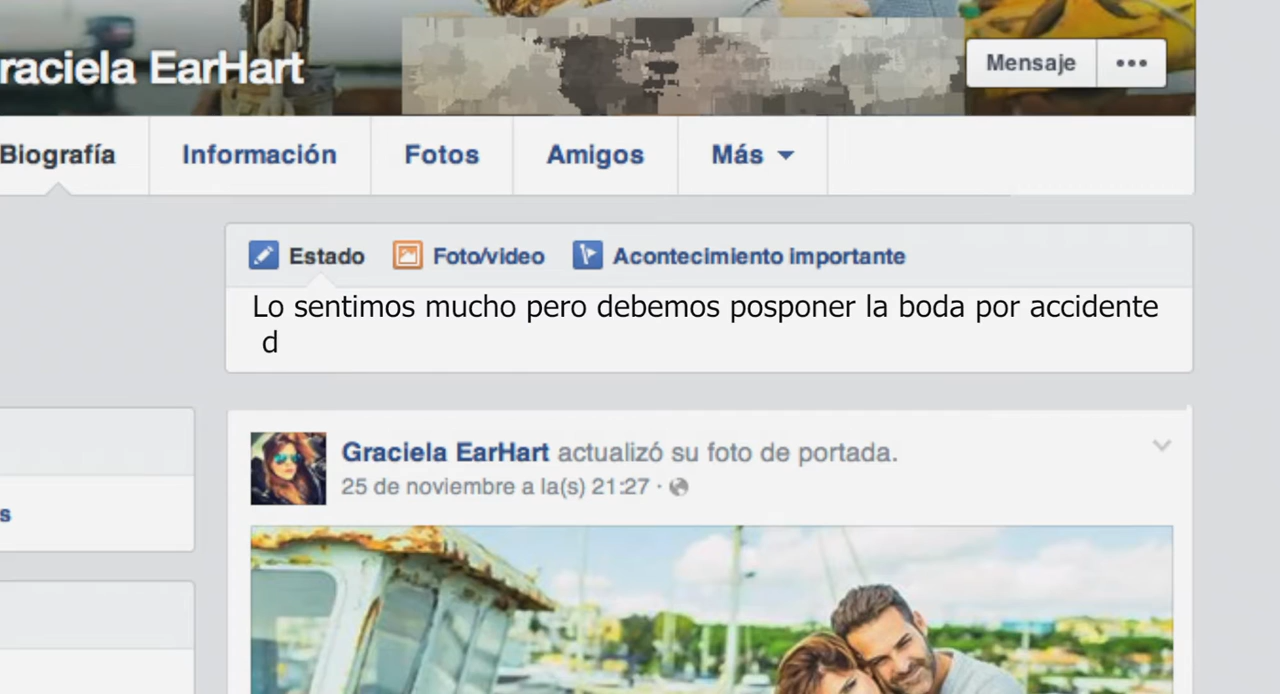 raciela EarHart
Mensaje
Biografía Información Fotos Amigos Más
Estado Foto/video Acontecimiento importante
Lo sentimos mucho pero debemos posponer la boda por accidente
d
Graciela EarHart actualizó su foto de portada.
25 de noviembre a la(s) 21:27 ·
s